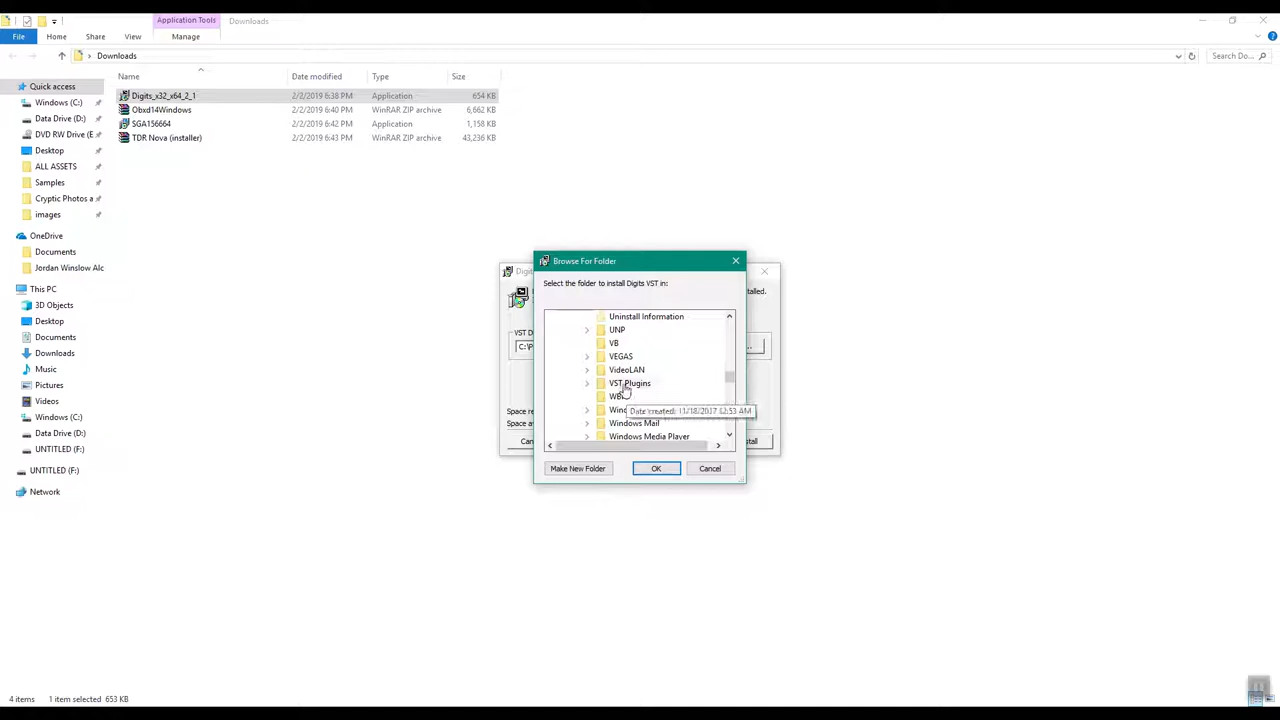 Application Tools
Downloads
File
Home
Share
View
Manage
Downloads
Search Do...
Name
Date modified
Type
Size
Quick access
Windows (C:)
Data Drive (D:)
DVD RW Drive (E
Desktop
ALL ASSETS
Samples
Cryptic Photos a
images
OneDrive
Documents
Jordan Winslow Alc
This PC
3D Objects
Desktop
Documents
Downloads
Music
Pictures
Videos
Windows (C:)
Data Drive (D:)
UNTITLED (F:)
UNTITLED (F:)
Network
Digits_x32_x64_2_1 2/2/2019 6:38 PM Application 654 KB
Obxd14Windows 2/2/2019 6:40 PM WinRAR ZIP archive 6,662 KB
SGA156664 2/2/2019 6:42 PM Application 1,158 KB
TDR Nova (installer) 2/2/2019 6:43 PM WinRAR ZIP archive 43,236 KB
Digit
talled.
VST D
C:\P
...
Space re
Space a
Can
stall
Browse For Folder
Select the folder to install Digits VST in:
Uninstall Information
UNP
VB
VEGAS
VideoLAN
VST Plugins
Wind
Date created: 11/18/2017 12:53 AM
Windows Mail
Windows Media Player
Make New Folder
OK
Cancel
4 items 1 item selected 653 KB